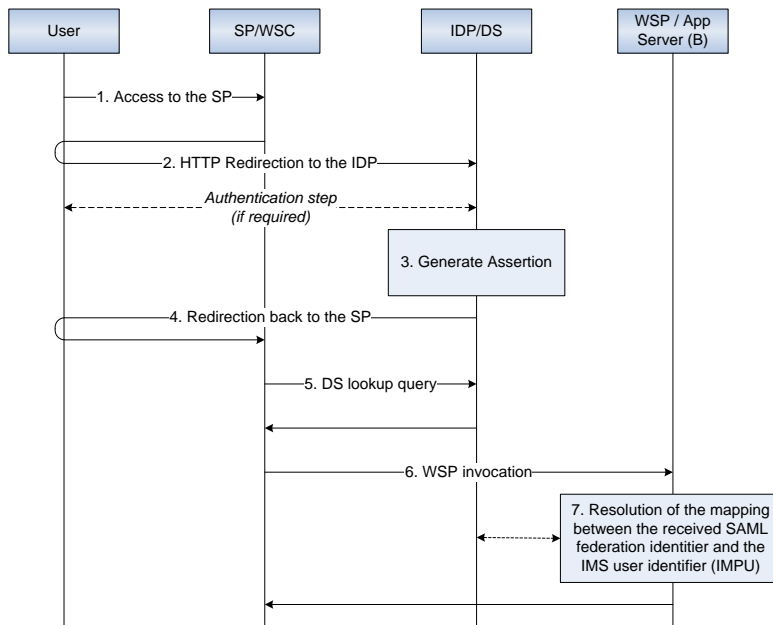 User
SP/WSC
IDP/DS
WSP / App
Server (B)
1. Access to the SP
2. HTTP Redirection to the IDP
Authentication step
(if required)
3. Generate Assertion
4. Redirection back to the SP
5. DS lookup query
6. WSP invocation
7. Resolution of the mapping
between the received SAML
federation identitier and the
IMS user identifier (IMPU)